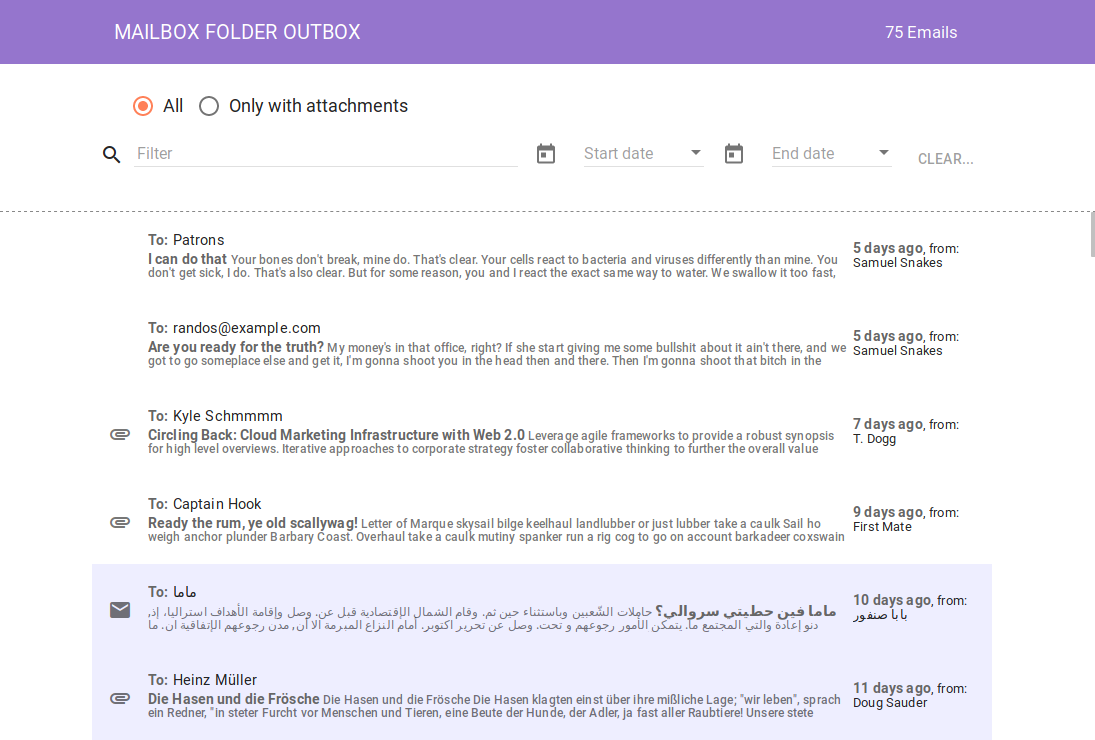 MAILBOX FOLDER OUTBOX
75 Emails
All
Only with attachments
Filter
Start date
End date
CLEAR...
To: Patrons
I can do that Your bones don't break, mine do. That's clear. Your cells react to bacteria and viruses differently than mine. You
don't get sick, I do. That's also clear. But for some reason, you and I react the exact same way to water. We swallow it too fast,
5 days ago, from:
Samuel Snakes
To: randos@example.com
Are you ready for the truth? My money's in that office, right? If she start giving me some bullshit about it ain't there, and we
got to go someplace else and get it, I'm gonna shoot you in the head then and there. Then I'm gonna shoot that bitch in the
5 days ago, from:
Samuel Snakes
To: Kyle Schmmmm
Circling Back: Cloud Marketing Infrastructure with Web 2.0 Leverage agile frameworks to provide a robust synopsis
for high level overviews. Iterative approaches to corporate strategy foster collaborative thinking to further the overall value
7 days ago, from:
T. Dogg
To: Captain Hook
Ready the rum, ye old scallywag! Letter of Marque skysail bilge keelhaul landlubber or just lubber take a caulk Sail ho
weigh anchor plunder Barbary Coast. Overhaul take a caulk mutiny spanker run a rig cog to go on account barkadeer coxswain
9 days ago, from:
First Mate
To: ماما
ماما فين حطيتي سروالي؟ حاملات الشّعبين وباستثناء حين ثم. وقام الشمال الإقتصادية قبل عن. وصل وإقامة الأهداف استراليا، إذ,
دنو إعادة والتي المجتمع ما. يتمكن الأمور رجوعهم و تحت. وصل عن تحرير اكتوبر. أمام النزاع المبرمة الا أن, مدن رجوعهم الإتفاقية ان. ما
10 days ago, from:
بابا صنفور
To: Heinz Müller
Die Hasen und die Frösche Die Hasen und die Frösche Die Hasen klagten einst über ihre mißliche Lage; "wir leben", sprach
ein Redner, "in steter Furcht vor Menschen und Tieren, eine Beute der Hunde, der Adler, ja fast aller Raubtiere! Unsere stete
11 days ago, from:
Doug Sauder